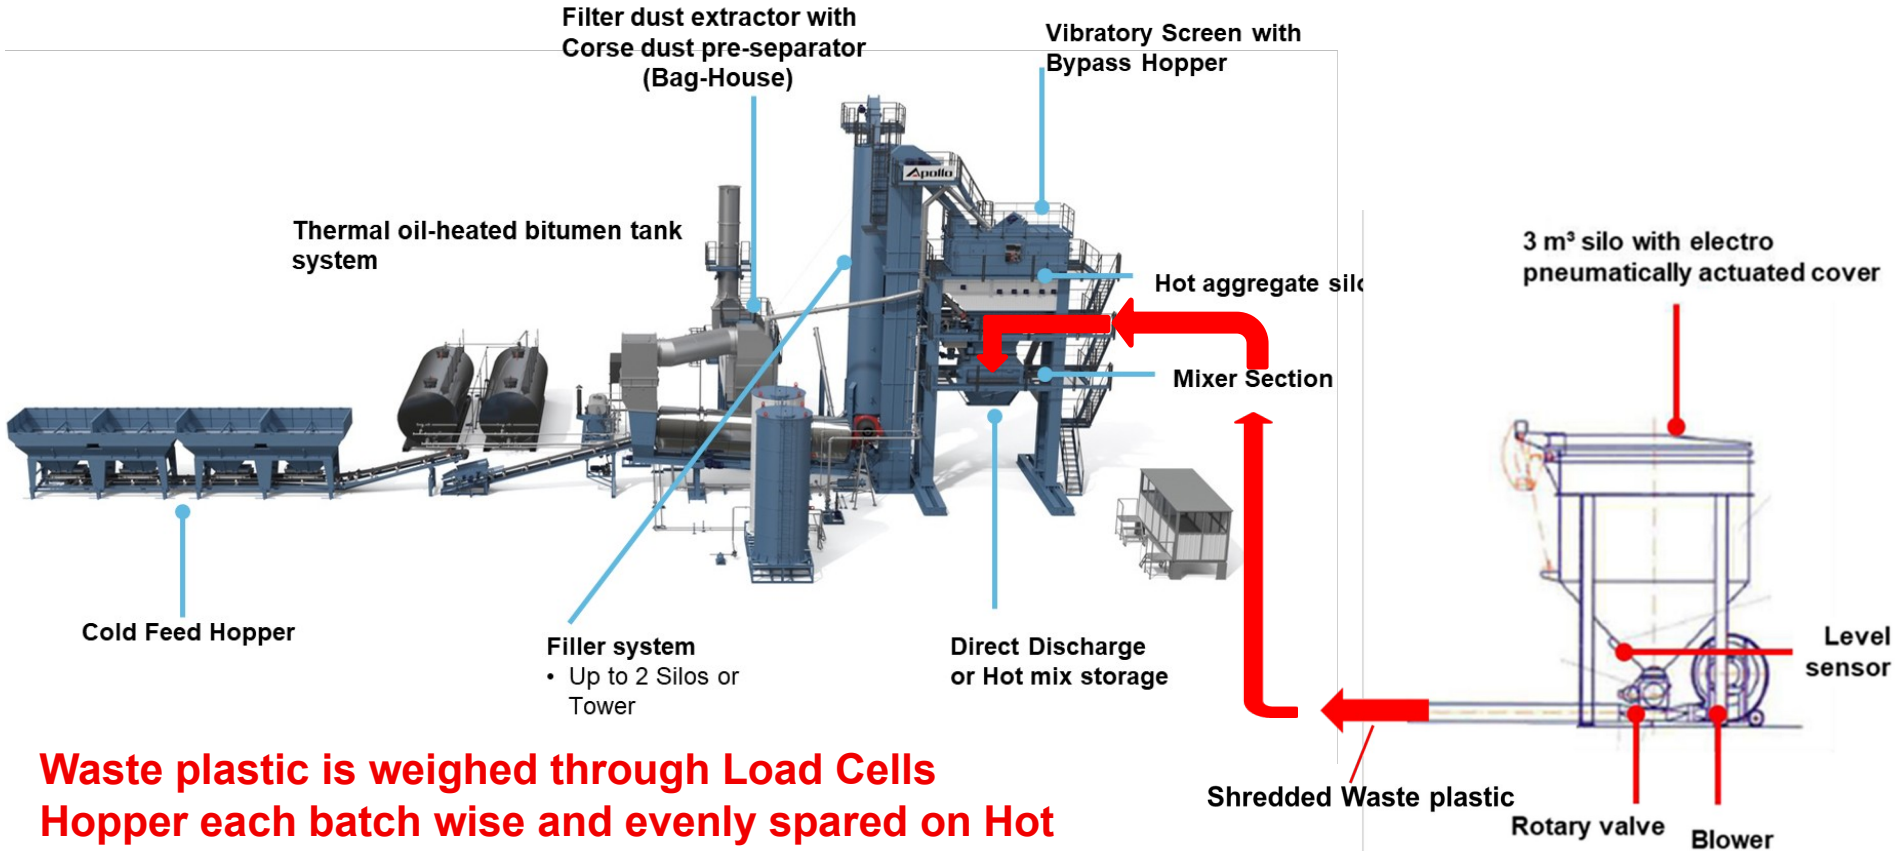 Filter dust extractor with
Corse dust pre-separator
(Bag-House)
Vibratory Screen with
Bypass Hopper
Apollo
Thermal oil-heated bitumen tank
system
3 m³ silo with electro
pneumatically actuated cover
Hot aggregate silo
Mixer Section
Cold Feed Hopper
Filler system
• Up to 2 Silos or
Tower
Direct Discharge
or Hot mix storage
Level
sensor
Shredded Waste plastic
Rotary valve
Blower
Waste plastic is weighed through Load Cells
Hopper each batch wise and evenly spared on Hot